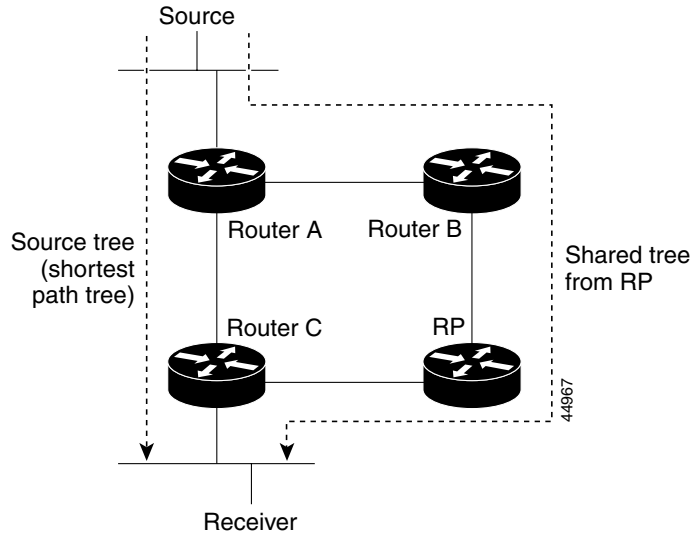 Source
Router A
Router B
Source tree
(shortest
path tree)
Shared tree
from RP
Router C
RP
44967
Receiver